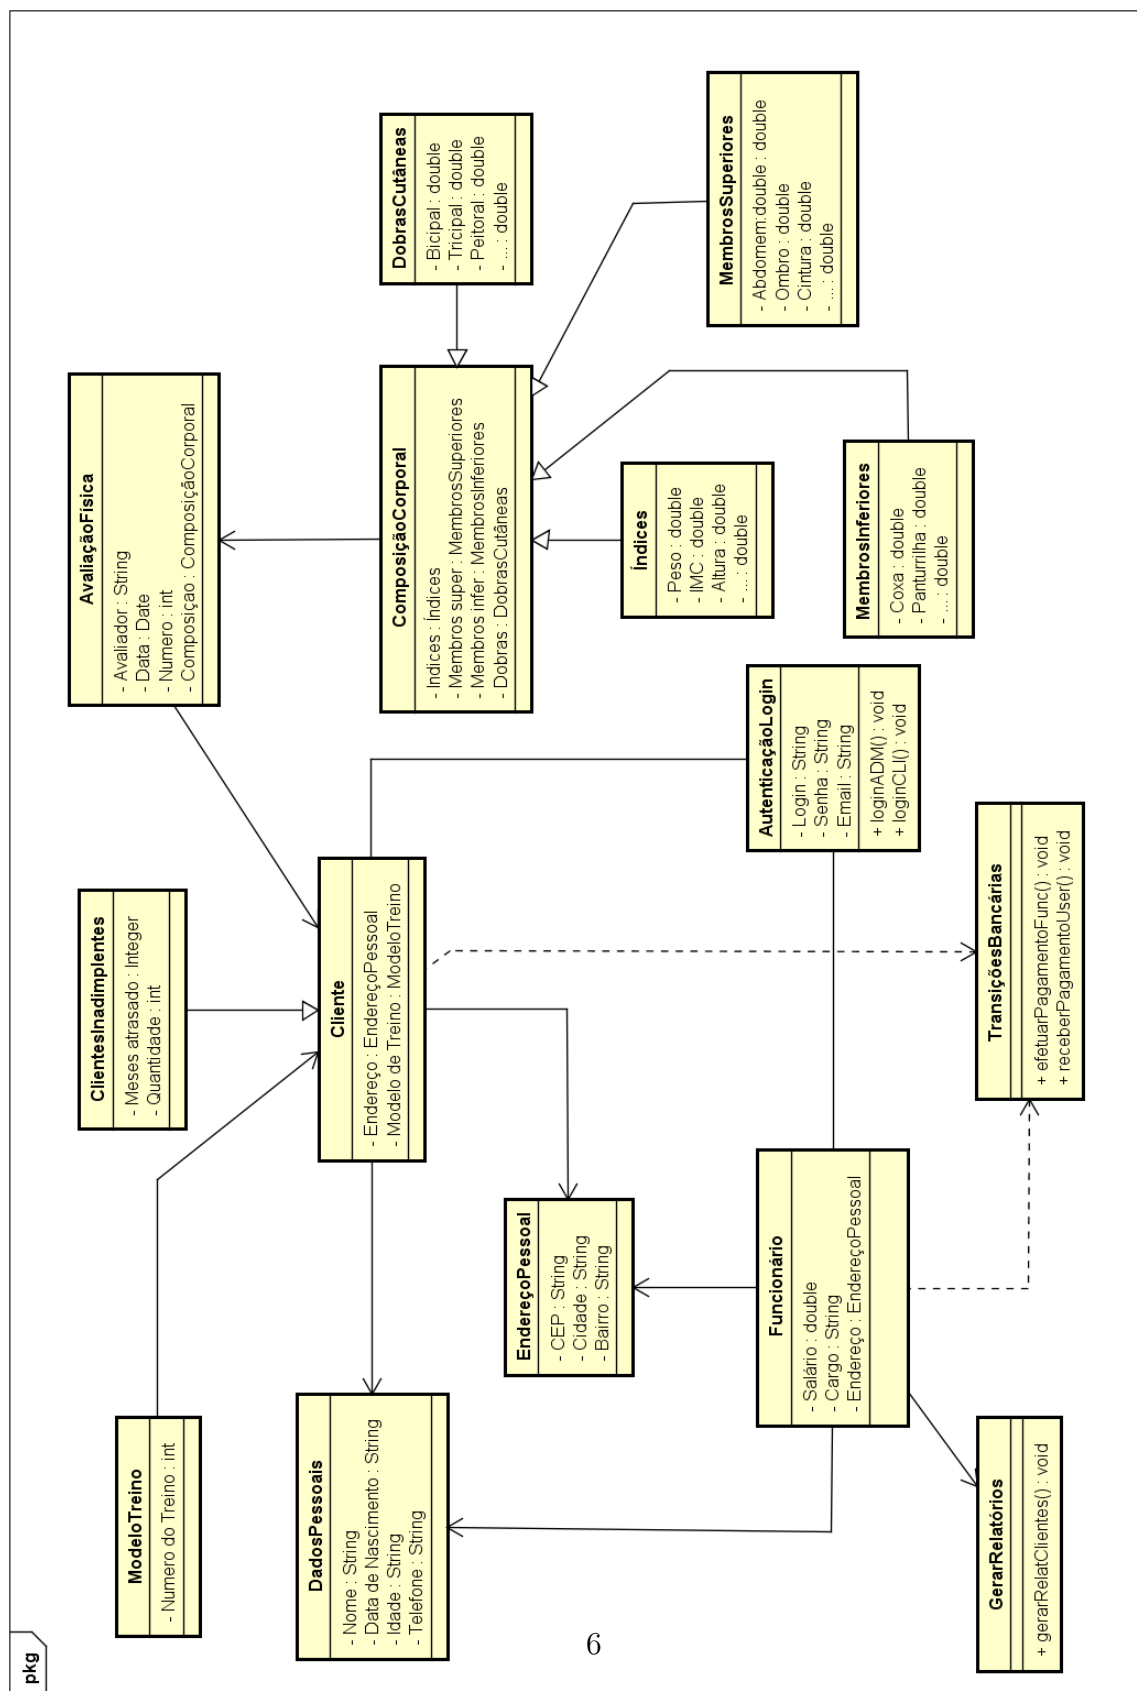 pkg
ModeloTreino
- Numero do Treino : int
ClientesInadimplentes
- Meses atrasado : Integer
- Quantidade : int
AvaliaçãoFísica
- Avaliador : String
- Data : Date
- Numero : int
- Composiçao : ComposiçãoCorporal
DadosPessoais
- Nome : String
- Data de Nascimento : String
- Idade : String
- Telefone : String
Cliente
- Endereço : EndereçoPessoal
- Modelo de Treino : ModeloTreino
ComposiçãoCorporal
- Indices : Índices
- Membros super : MembrosSuperiores
- Membros infer : MembrosInferiores
- Dobras : DobrasCutâneas
DobrasCutâneas
- Bicipal : double
- Tricipal : double
- Peitoral : double
- ... : double
EndereçoPessoal
- CEP : String
- Cidade : String
- Bairro : String
Índices
- Peso : double
- IMC : double
- Altura : double
- ... : double
MembrosSuperiores
- Abdomem:double : double
- Ombro : double
- Cintura : double
- ... : double
Funcionário
- Salário : double
- Cargo : String
- Endereço : EndereçoPessoal
AutenticaçãoLogin
- Login : String
- Senha : String
- Email : String
+ loginADM() : void
+ loginCLI() : void
MembrosInferiores
- Coxa : double
- Panturrilha : double
- ... : double
GerarRelatórios
+ gerarRelatClientes() : void
TransiçõesBancárias
+ efetuarPagamentoFunc() : void
+ receberPagamentoUser() : void
6